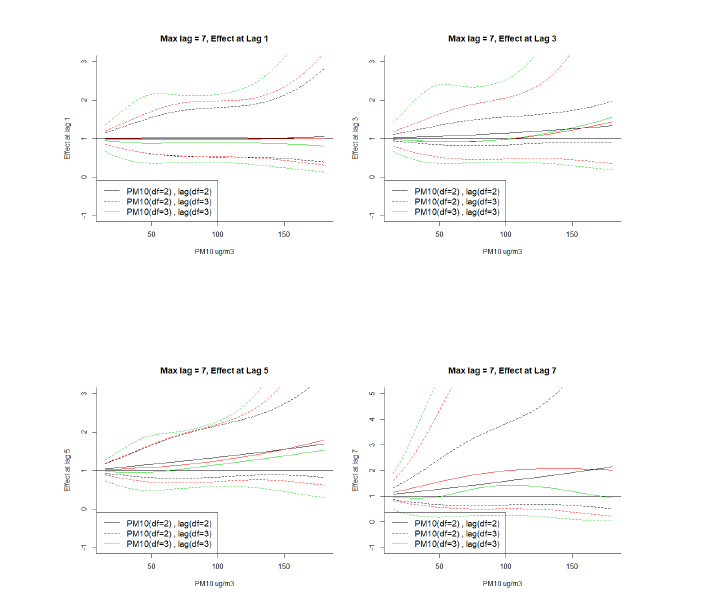 Max lag = 7, Effect at Lag 1
Effect at lag 1
3
2
1
0
-1
PM10(df=2) , lag(df=2)
PM10(df=2) , lag(df=3)
PM10(df=3) , lag(df=3)
50 100 150
PM10 ug/m3
Max lag = 7, Effect at Lag 3
Effect at lag 3
3
2
1
0
-1
PM10(df=2) , lag(df=2)
PM10(df=2) , lag(df=3)
PM10(df=3) , lag(df=3)
50 100 150
PM10 ug/m3
Max lag = 7, Effect at Lag 5
Effect at lag 5
3
2
1
0
-1
PM10(df=2) , lag(df=2)
PM10(df=2) , lag(df=3)
PM10(df=3) , lag(df=3)
50 100 150
PM10 ug/m3
Max lag = 7, Effect at Lag 7
Effect at lag 7
5
4
3
2
1
0
-1
PM10(df=2) , lag(df=2)
PM10(df=2) , lag(df=3)
PM10(df=3) , lag(df=3)
50 100 150
PM10 ug/m3